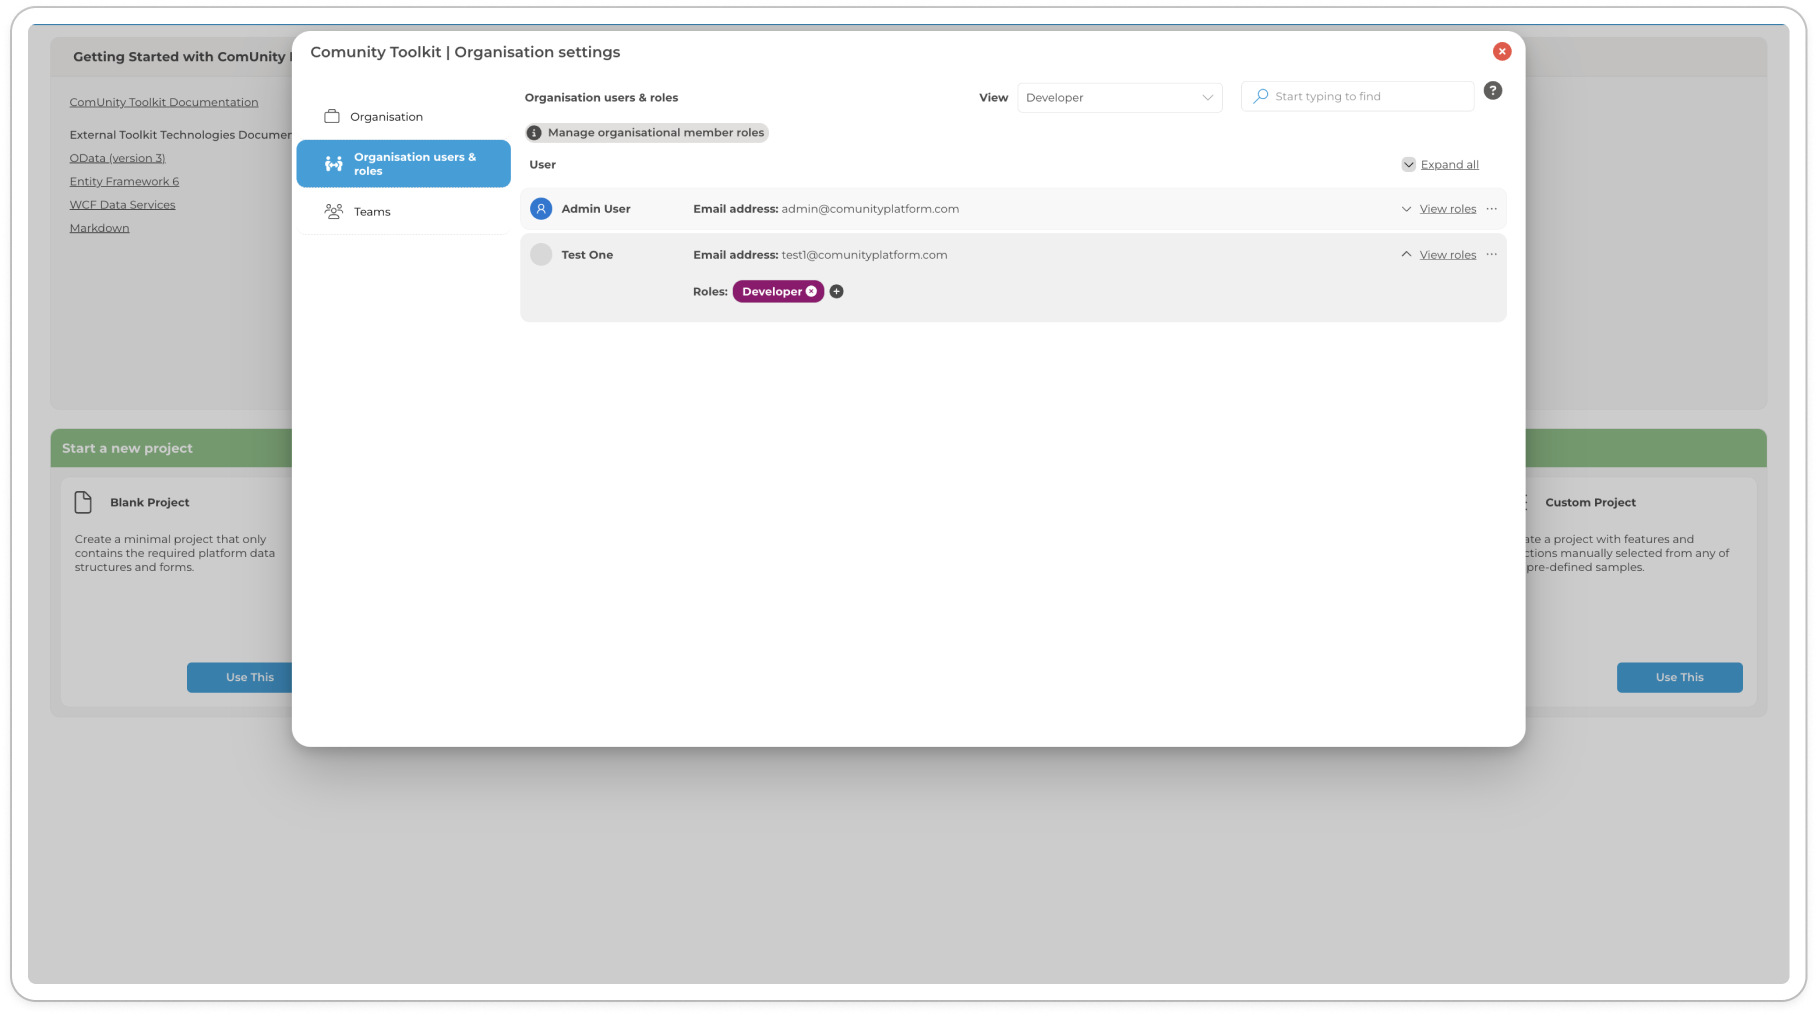 Getting Started with ComUnity
ComUnity Toolkit Documentation
External Toolkit Technologies
OData (version 3)
Entity Framework 6
WCF Data Services
Markdown
Comunity Toolkit | Organisation settings
Organisation
Organisation users &
roles
Teams
Organisation users & roles
View
Developer
Start typing to find
?
i Manage organisational member roles
User
Expand all
Admin User
Email address: admin@comunityplatform.com
View roles
Test One
Email address: test1@comunityplatform.com
View roles
Roles: Developer
Start a new project
Blank Project
Create a minimal project that only
contains the required platform data
structures and forms.
Use This
Custom Project
a project with features and
manually selected from any of
pre-defined samples.
Use This